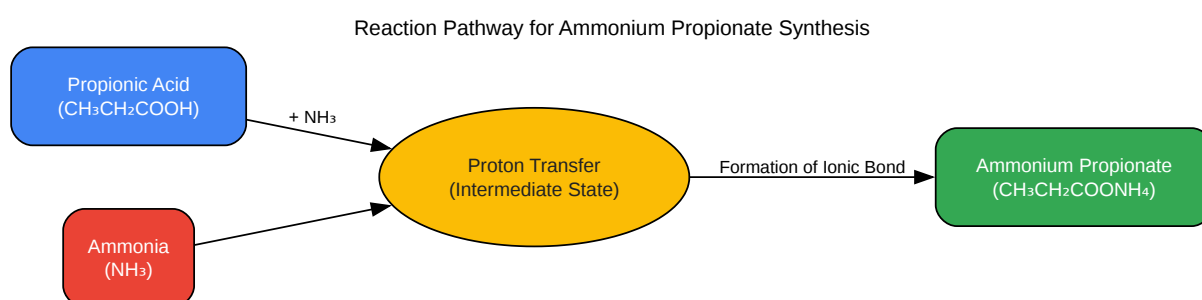 Reaction Pathway for Ammonium Propionate Synthesis
Propionic Acid
(CH₃CH₂COOH)
+ NH₃
Proton Transfer
(Intermediate State)
Formation of Ionic Bond
Ammonium Propionate
(CH₃CH₂COONH₄)
Ammonia
(NH₃)